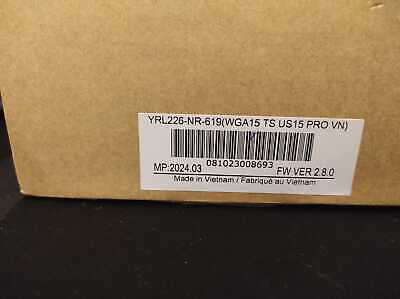 YRL226-NR-619(WGA15 TS US15 PRO VN)
081023008693
MP:2024.03 FW VER 2.8.0
Made in Vietnam / Fabriqué au Vietnam